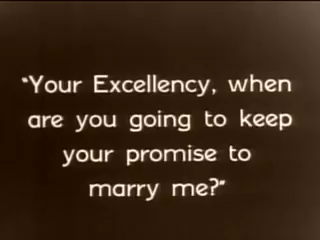 "Your Excellency, when
are you going to keep
your promise to
marry me?"